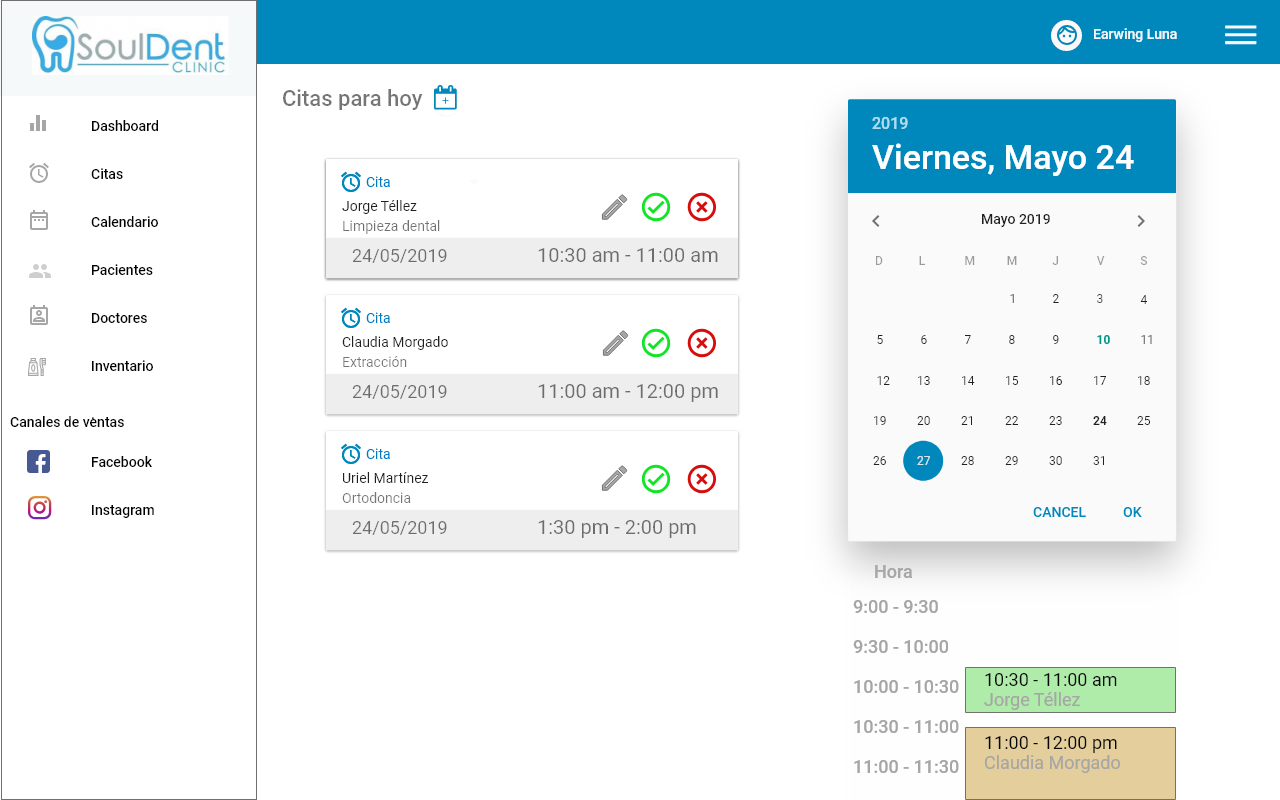 SoulDent
CLINIC
Earwing Luna
Dashboard
Citas
Calendario
Pacientes
Doctores
Inventario
Canales de vèntas
Facebook
Instagram
Citas para hoy
Cita
Jorge Téllez
Limpieza dental
24/05/2019 10:30 am - 11:00 am
Cita
Claudia Morgado
Extracción
24/05/2019 11:00 am - 12:00 pm
Cita
Uriel Martínez
Ortodoncia
24/05/2019 1:30 pm - 2:00 pm
2019
Viernes, Mayo 24
Mayo 2019
D L M M J V S
1 2 3 4
5 6 7 8 9 10 11
12 13 14 15 16 17 18
19 20 21 22 23 24 25
26 27 28 29 30 31
CANCEL OK
Hora
9:00 - 9:30
9:30 - 10:00
10:00 - 10:30
10:30 - 11:00
11:00 - 11:30
10:30 - 11:00 am
Jorge Téllez
11:00 - 12:00 pm
Claudia Morgado